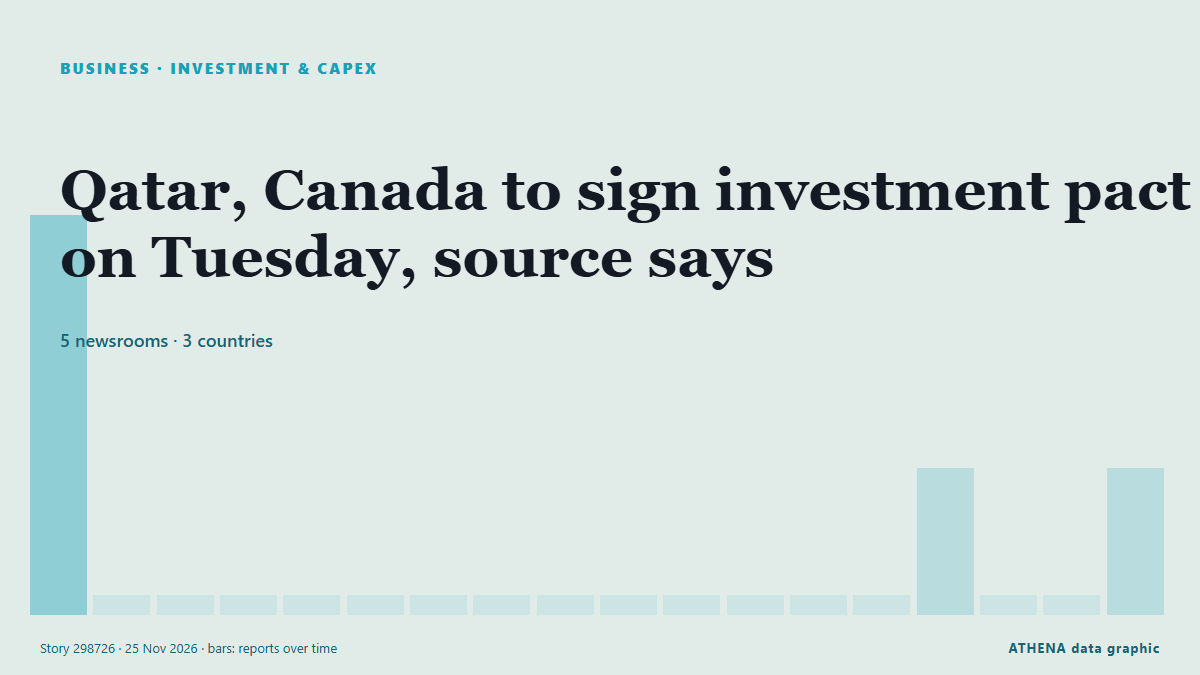 BUSINESS · INVESTMENT & CAPEX
Qatar, Canada to sign investment pact
on Tuesday, source says
5 newsrooms · 3 countries
Story 298726 · 25 Nov 2026 · bars: reports over time
ATHENA data graphic